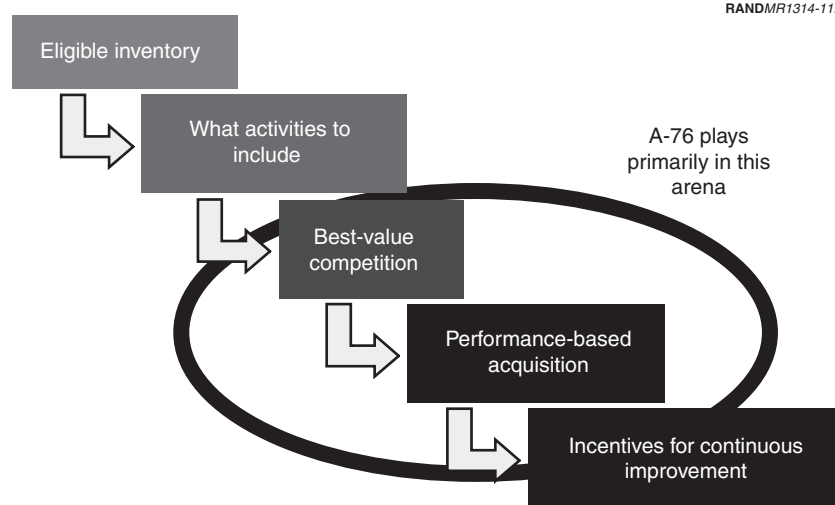 RANDMR1314-11.
Eligible inventory
What activities to
include
A-76 plays
primarily in this
arena
Best-value
competition
Performance-based
acquisition
Incentives for continuous
improvement